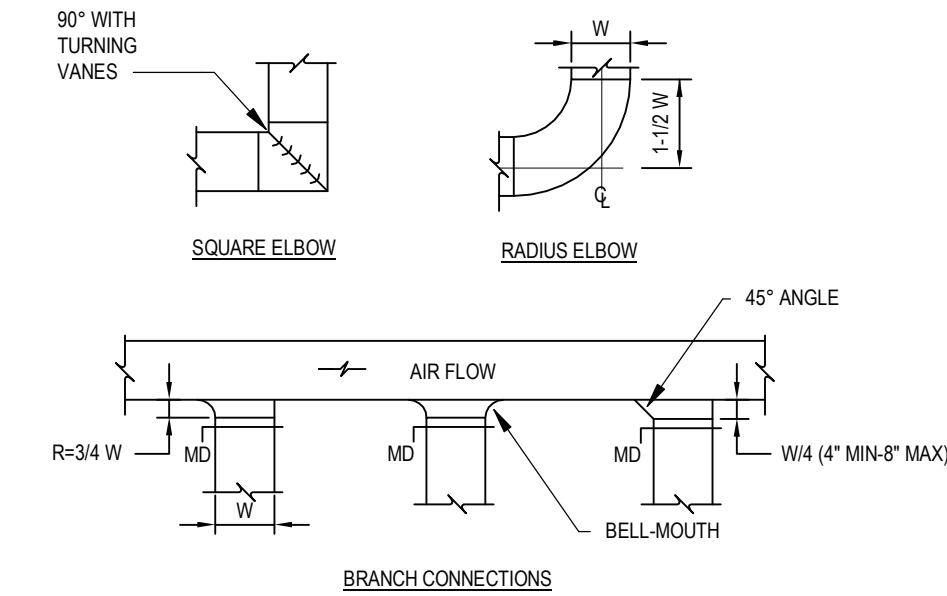 90° WITH
TURNING
VANES
W
1-1/2 W
℄
SQUARE ELBOW
RADIUS ELBOW
45° ANGLE
AIR FLOW
R=3/4 W
MD
MD
MD
W/4 (4" MIN-8" MAX)
W
BELL-MOUTH
BRANCH CONNECTIONS